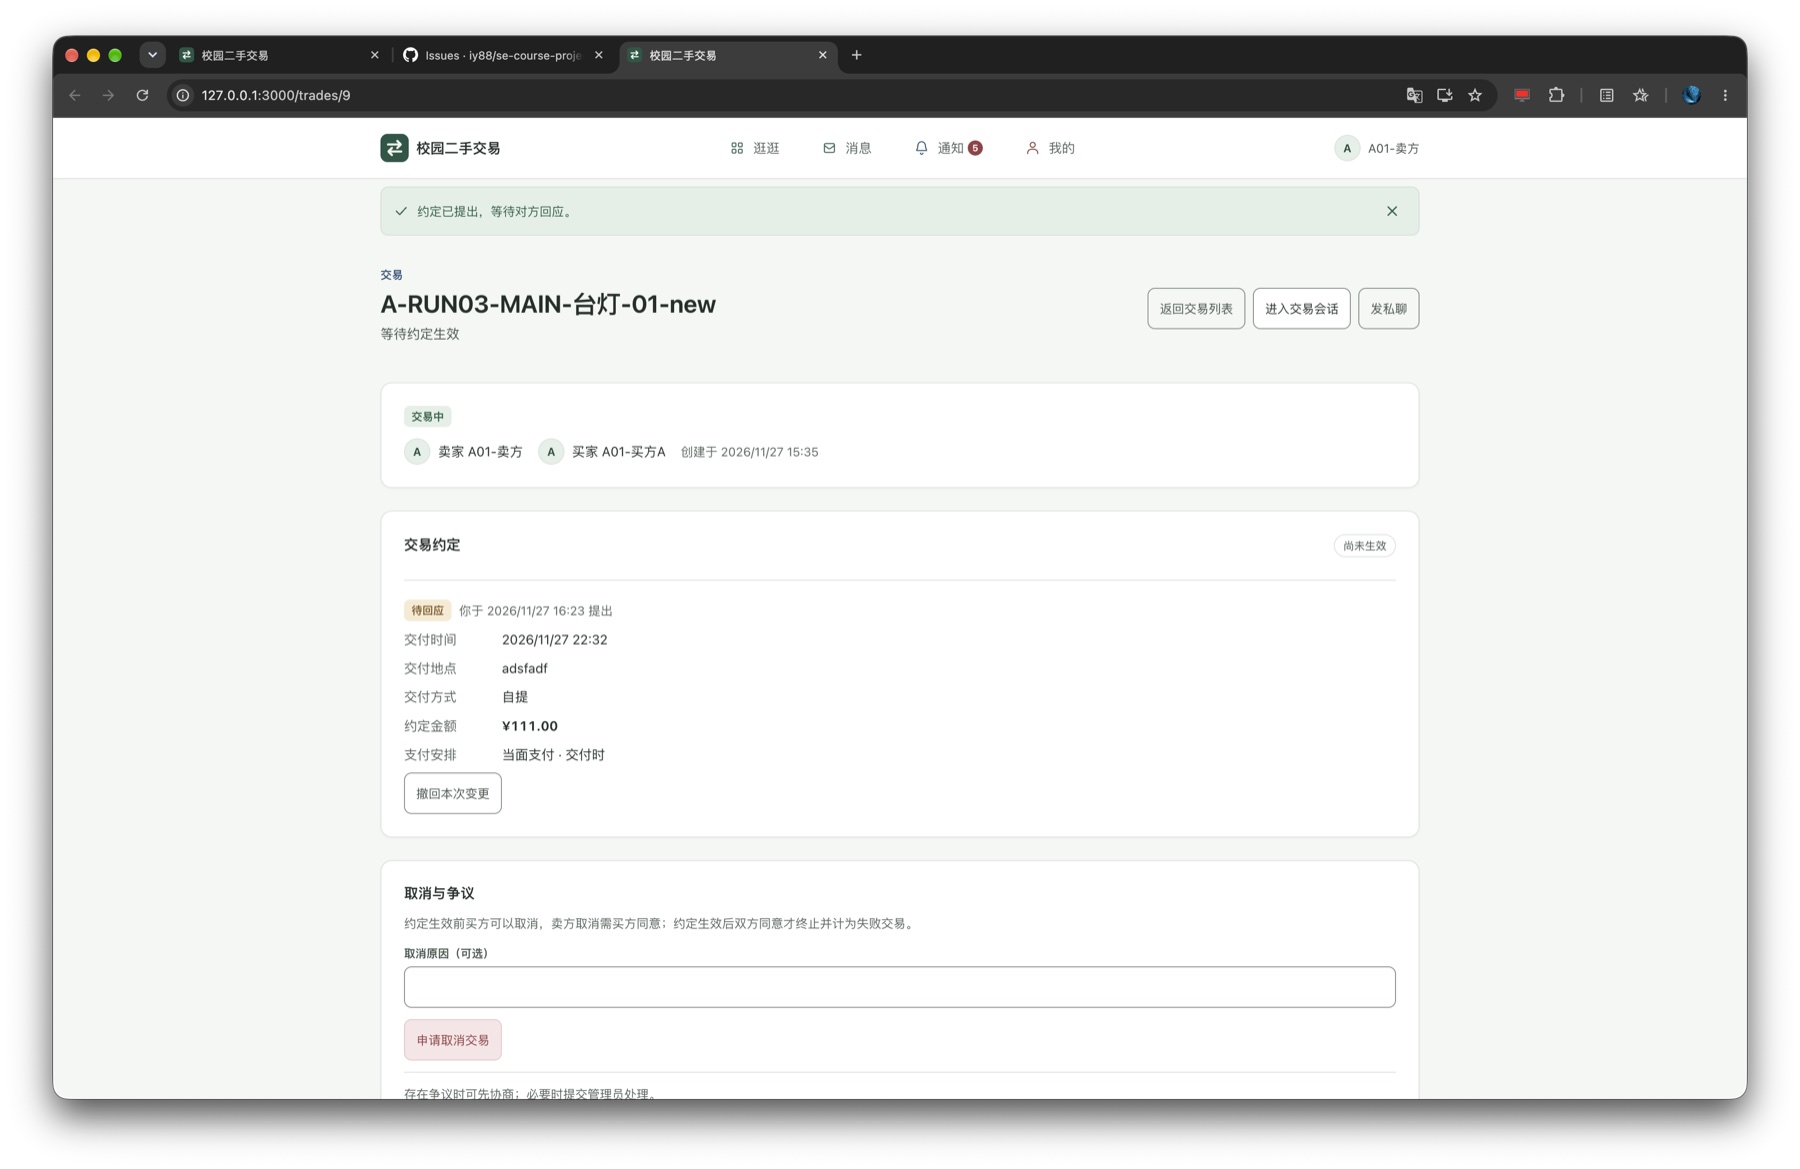 校园二手交易
Issues · iy88/se-course-proje
校园二手交易
127.0.0.1:3000/trades/9
校园二手交易
逛逛
消息
通知 5
我的
A A01-卖方
约定已提出，等待对方回应。
交易
A-RUN03-MAIN-台灯-01-new
等待约定生效
返回交易列表
进入交易会话
发私聊
交易中
A 卖家 A01-卖方 A 买家 A01-买方A 创建于 2026/11/27 15:35
交易约定
尚未生效
待回应 你于 2026/11/27 16:23 提出
交付时间 2026/11/27 22:32
交付地点 adsfadf
交付方式 自提
约定金额 ¥111.00
支付安排 当面支付 · 交付时
撤回本次变更
取消与争议
约定生效前买方可以取消，卖方取消需买方同意；约定生效后双方同意才终止并计为失败交易。
取消原因（可选）
申请取消交易
存在争议时可先协商；必要时提交管理员处理。